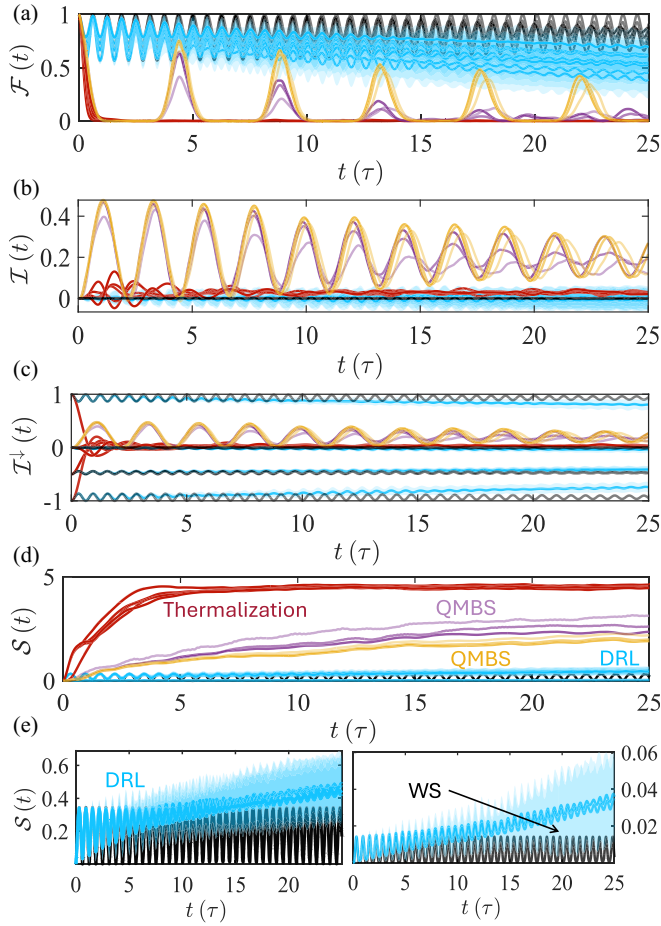 (a)
1
0.5
0
F (t)
0 5 10 15 20 25
t (τ)
(b)
0.4
0.2
0
I (t)
0 5 10 15 20 25
t (τ)
(c)
1
0
-1
I↓ (t)
0 5 10 15 20 25
t (τ)
(d)
5
0
S (t)
Thermalization
QMBS
QMBS
DRL
0 5 10 15 20 25
t (τ)
(e)
0.6
0.4
0.2
S (t)
DRL
0 5 10 15 20
t (τ)
WS
0.06
0.04
0.02
0 5 10 15 20 25
t (τ)